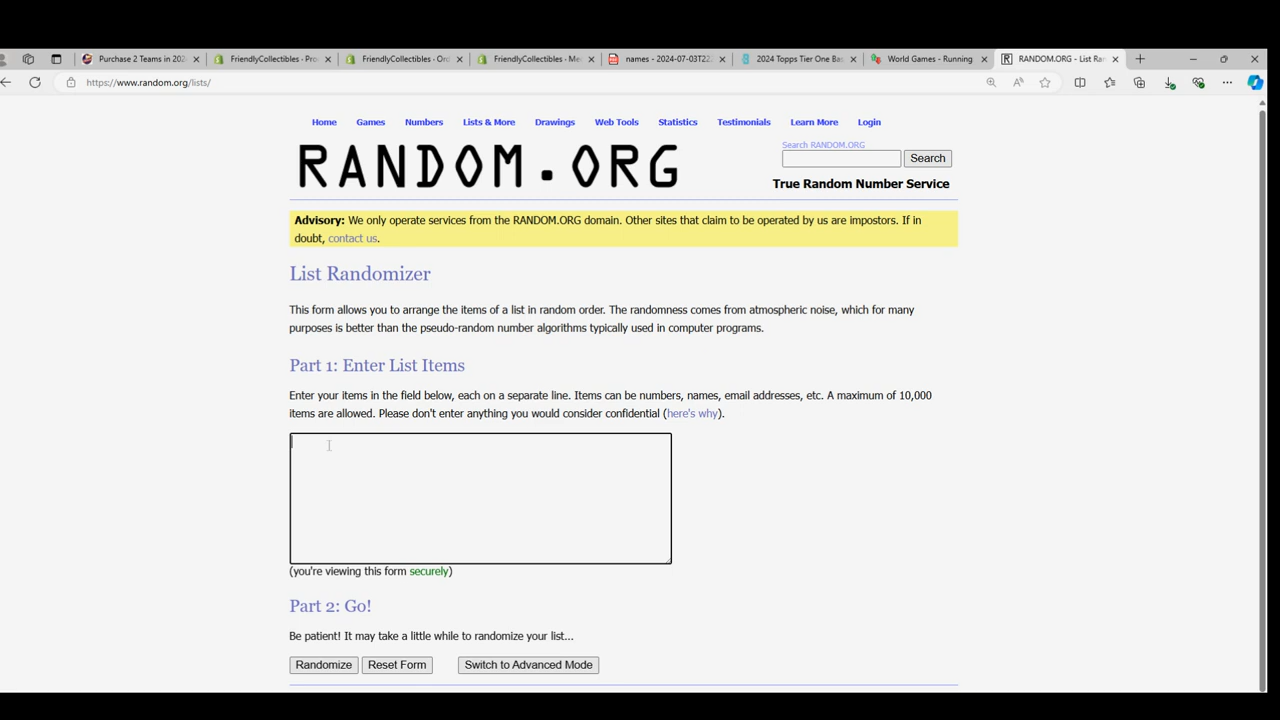 Purchase 2 Teams in 202
FriendlyCollectibles · Pro
FriendlyCollectibles · Ord
FriendlyCollectibles · Me
names - 2024-07-03T22
2024 Topps Tier One Ba
World Games - Running
RANDOM.ORG - List Ra
https://www.random.org/lists/
Home Games Numbers Lists & More Drawings Web Tools Statistics Testimonials Learn More Login
RANDOM.ORG
Search RANDOM.ORG
Search
True Random Number Service
Advisory: We only operate services from the RANDOM.ORG domain. Other sites that claim to be operated by us are impostors. If in
doubt, contact us.
List Randomizer
This form allows you to arrange the items of a list in random order. The randomness comes from atmospheric noise, which for many
purposes is better than the pseudo-random number algorithms typically used in computer programs.
Part 1: Enter List Items
Enter your items in the field below, each on a separate line. Items can be numbers, names, email addresses, etc. A maximum of 10,000
items are allowed. Please don't enter anything you would consider confidential (here's why).
(you're viewing this form securely)
Part 2: Go!
Be patient! It may take a little while to randomize your list...
Randomize Reset Form Switch to Advanced Mode